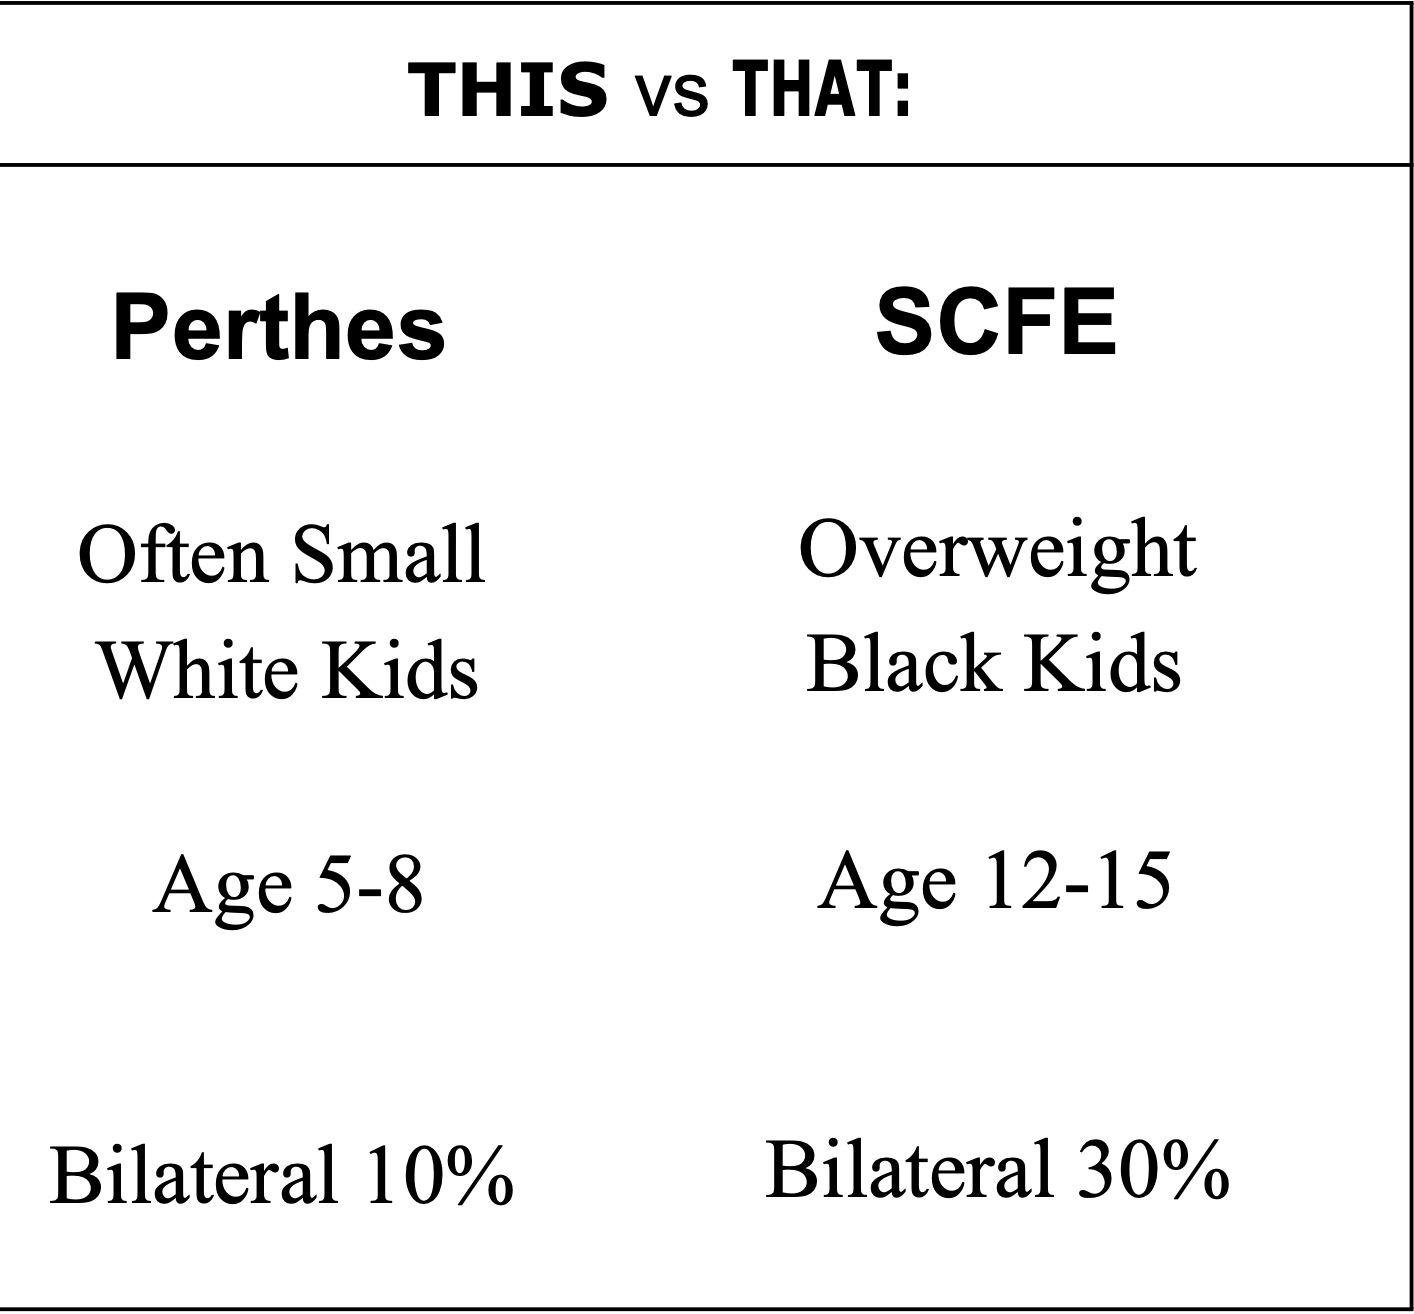 THIS vs THAT:
Perthes SCFE
Often Small Overweight
White Kids Black Kids
Age 5-8 Age 12-15
Bilateral 10% Bilateral 30%